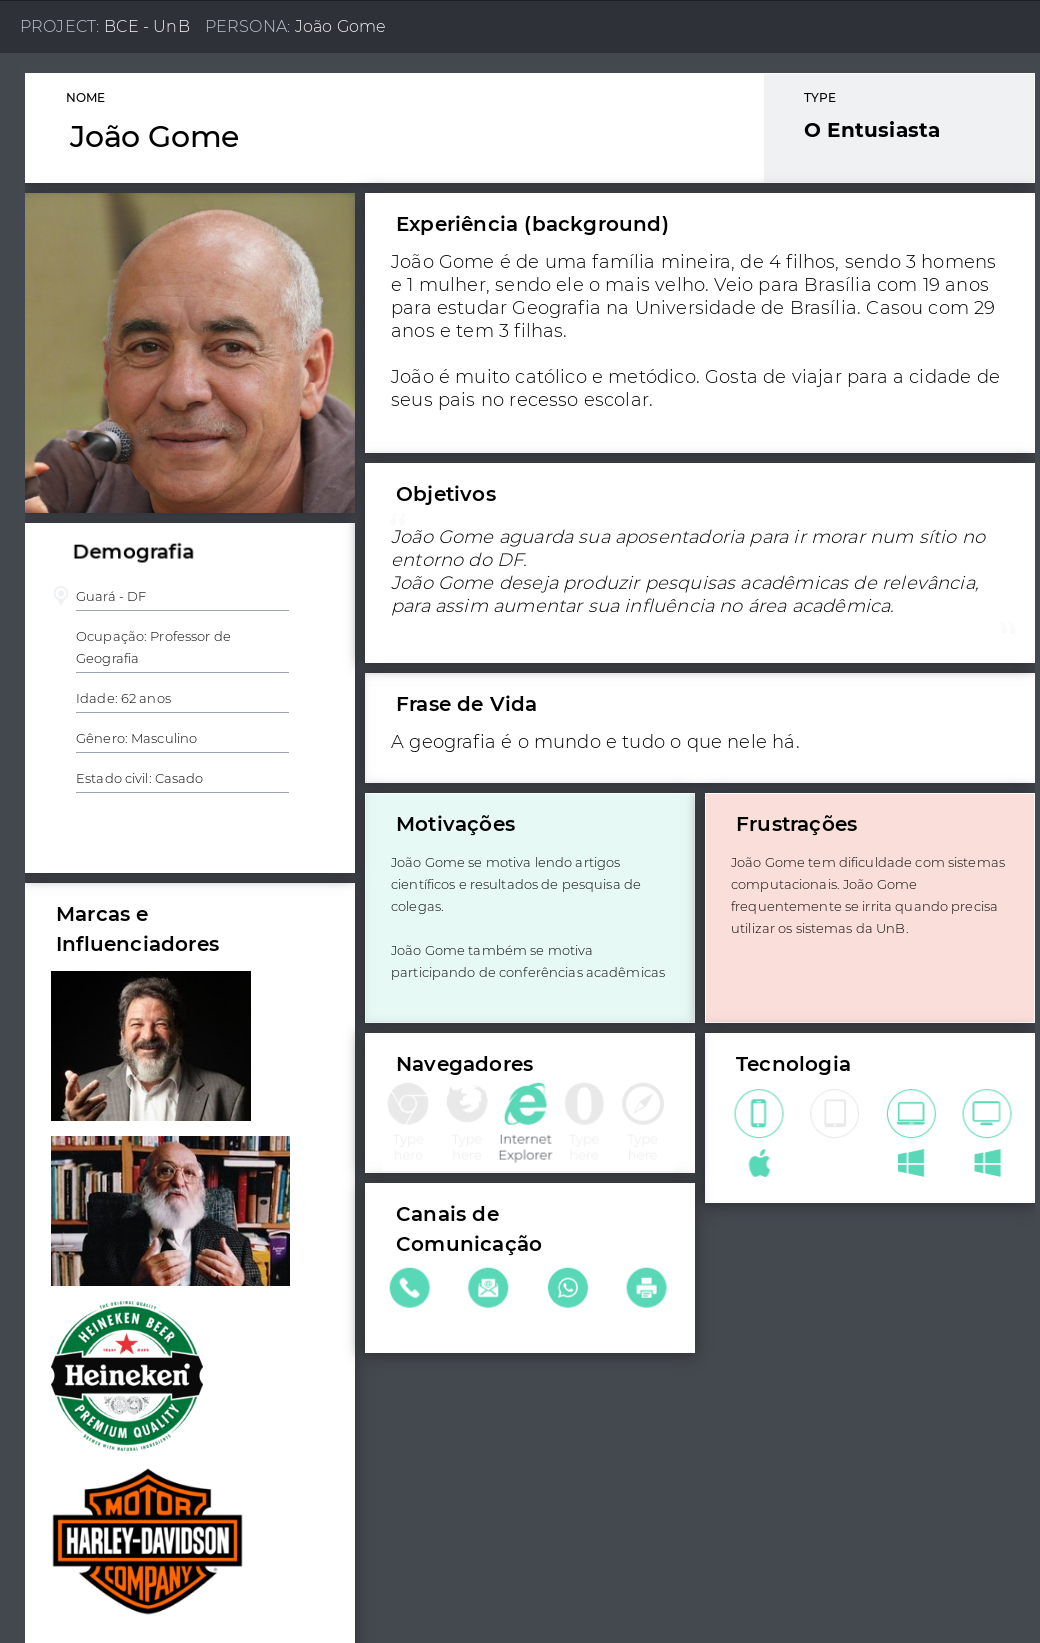 PROJECT: BCE - UnB PERSONA: João Gome
NOME
João Gome
TYPE
O Entusiasta
Experiência (background)
João Gome é de uma família mineira, de 4 filhos, sendo 3 homens
e 1 mulher, sendo ele o mais velho. Veio para Brasília com 19 anos
para estudar Geografia na Universidade de Brasília. Casou com 29
anos e tem 3 filhas.
João é muito católico e metódico. Gosta de viajar para a cidade de
seus pais no recesso escolar.
Objetivos
João Gome aguarda sua aposentadoria para ir morar num sítio no
entorno do DF.
João Gome deseja produzir pesquisas acadêmicas de relevância,
para assim aumentar sua influência no área acadêmica.
Demografia
Guará - DF
Ocupação: Professor de
Geografia
Idade: 62 anos
Gênero: Masculino
Estado civil: Casado
Frase de Vida
A geografia é o mundo e tudo o que nele há.
Motivações
João Gome se motiva lendo artigos
científicos e resultados de pesquisa de
colegas.
João Gome também se motiva
participando de conferências acadêmicas
Frustrações
João Gome tem dificuldade com sistemas
computacionais. João Gome
frequentemente se irrita quando precisa
utilizar os sistemas da UnB.
Marcas e
Influenciadores
THE ORIGINAL QUALITY
HEINEKEN BEER
TRADE MARK
Heineken
PREMIUM QUALITY
BREWED WITH NATURAL INGREDIENTS
MOTOR
HARLEY-DAVIDSON
COMPANY
Navegadores
Type
here
Type
here
Internet
Explorer
Type
here
Type
here
Tecnologia
Canais de
Comunicação